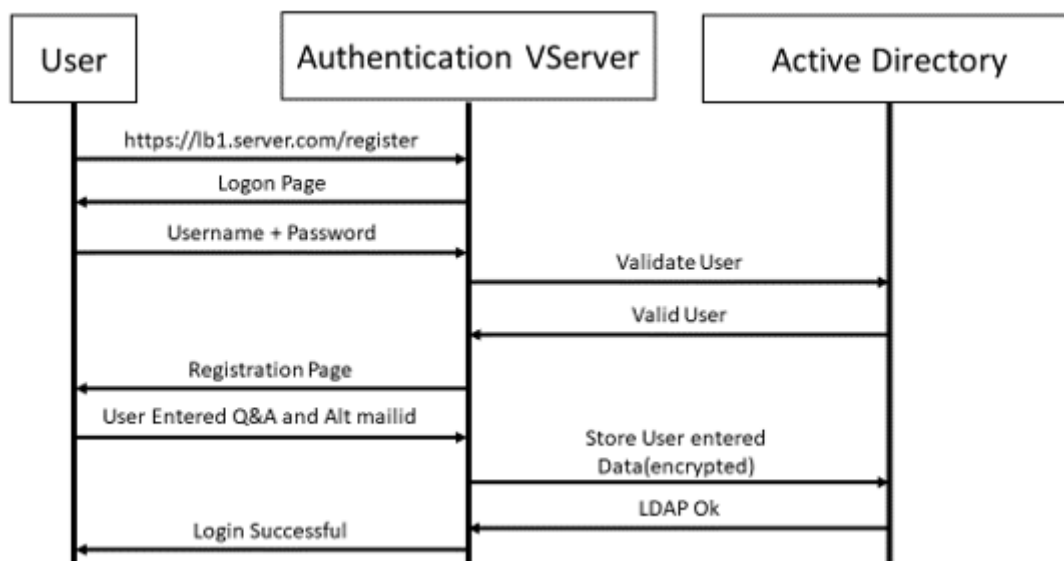 User
Authentication VServer
Active Directory
https://lb1.server.com/register
Logon Page
Username + Password
Validate User
Valid User
Registration Page
User Entered Q&A and Alt mailid
Store User entered
Data(encrypted)
LDAP Ok
Login Successful